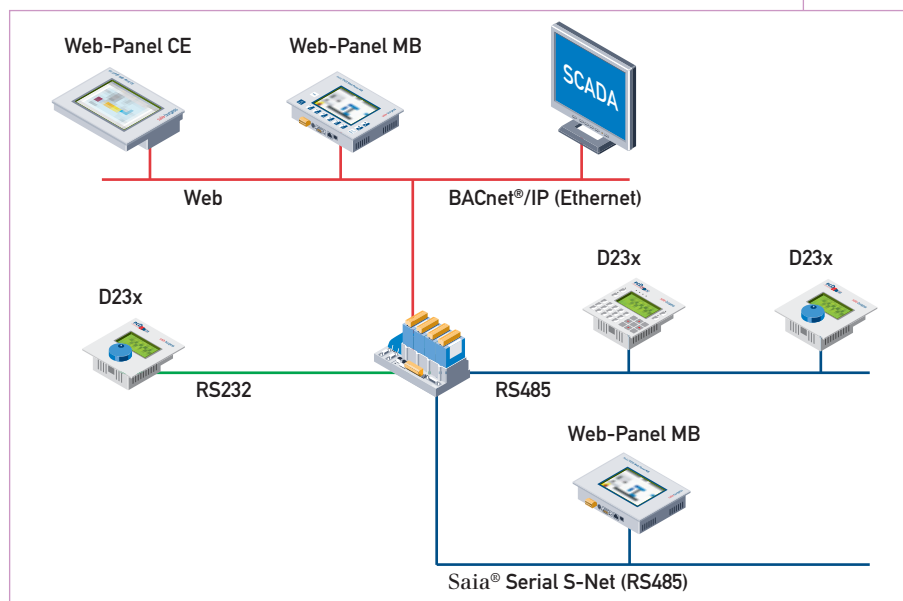 Web-Panel CE
Web-Panel MB
SCADA
Web
BACnet®/IP (Ethernet)
D23x
D23x
D23x
RS232
RS485
Web-Panel MB
Saia® Serial S-Net (RS485)